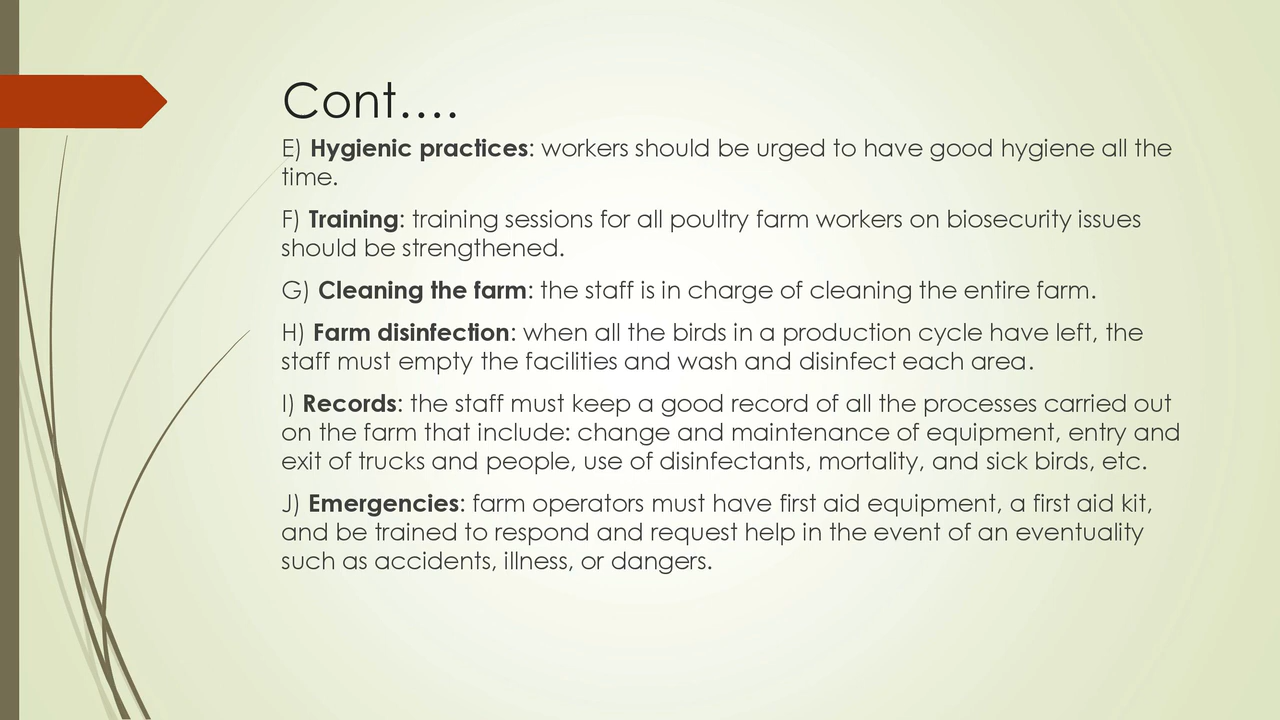 Cont....
E) Hygienic practices: workers should be urged to have good hygiene all the
time.
F) Training: training sessions for all poultry farm workers on biosecurity issues
should be strengthened.
G) Cleaning the farm: the staff is in charge of cleaning the entire farm.
H) Farm disinfection: when all the birds in a production cycle have left, the
staff must empty the facilities and wash and disinfect each area.
I) Records: the staff must keep a good record of all the processes carried out
on the farm that include: change and maintenance of equipment, entry and
exit of trucks and people, use of disinfectants, mortality, and sick birds, etc.
J) Emergencies: farm operators must have first aid equipment, a first aid kit,
and be trained to respond and request help in the event of an eventuality
such as accidents, illness, or dangers.